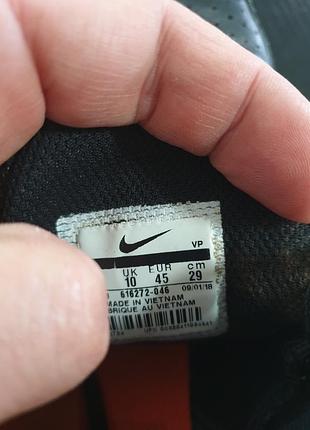 VP
UK EUR cm
10 45 29
616272-046 09/01/18
MADE IN VIETNAM
BRIQUE AU VIETNAM